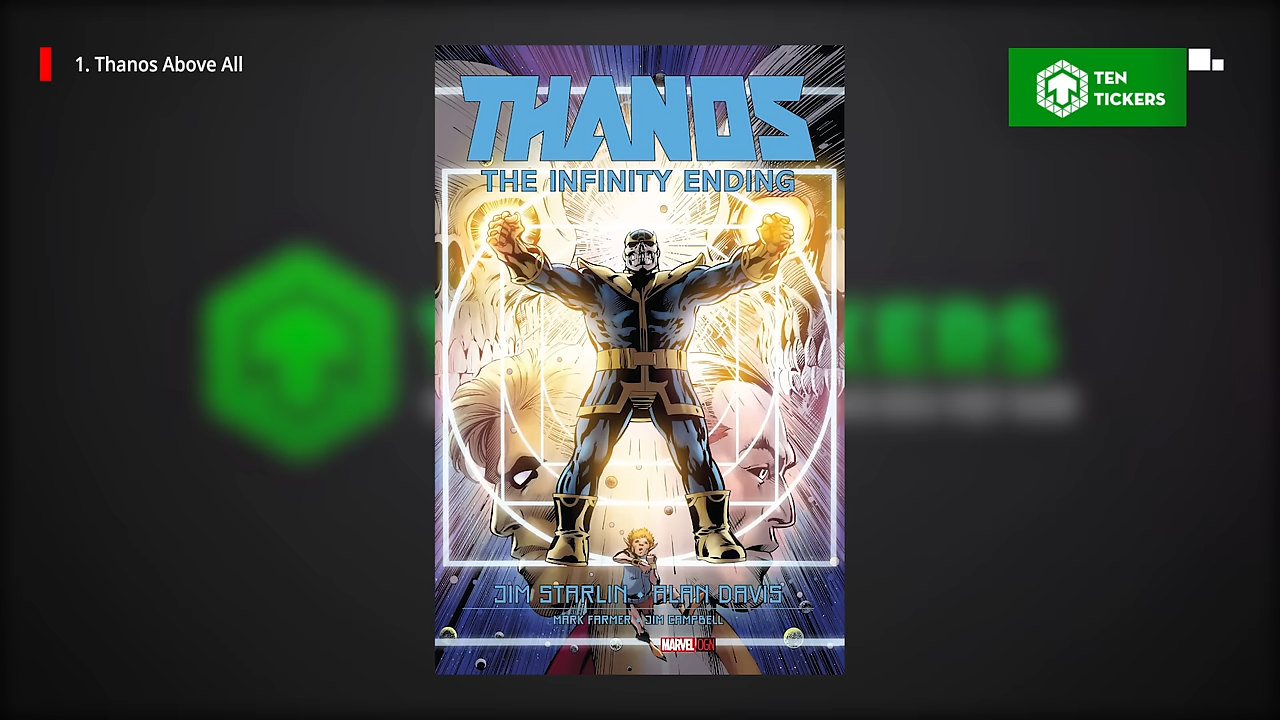 1. Thanos Above All
TEN
TICKERS
THANOS
THE INFINITY ENDING
JIM STARLIN • ALAN DAVIS
MARK FARMER • JIM CAMPBELL
MARVEL OGN